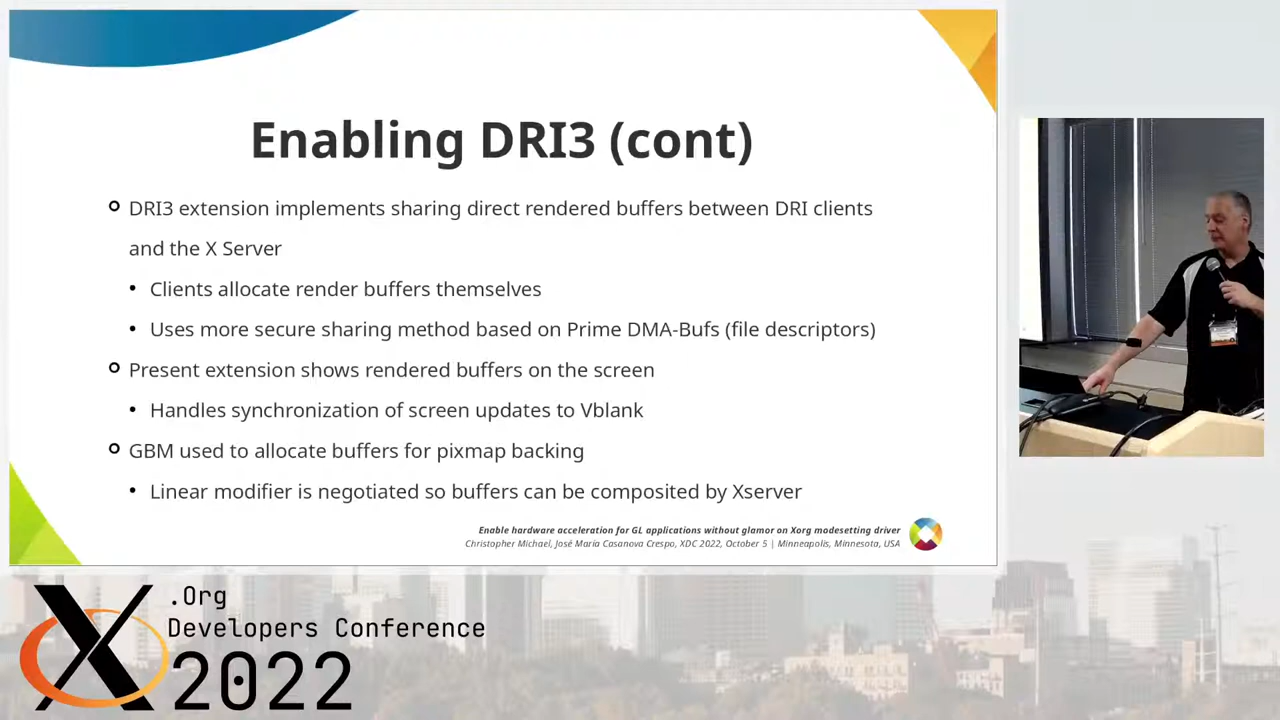 Enabling DRI3 (cont)
DRI3 extension implements sharing direct rendered buffers between DRI clients
and the X Server
Clients allocate render buffers themselves
Uses more secure sharing method based on Prime DMA-Bufs (file descriptors)
Present extension shows rendered buffers on the screen
Handles synchronization of screen updates to Vblank
GBM used to allocate buffers for pixmap backing
Linear modifier is negotiated so buffers can be composited by Xserver
Enable hardware acceleration for GL applications without glamor on Xorg modesetting driver
Christopher Michael, José María Casanova Crespo, XDC 2022, October 5 | Minneapolis, Minnesota, USA
X .Org
Developers Conference
2022